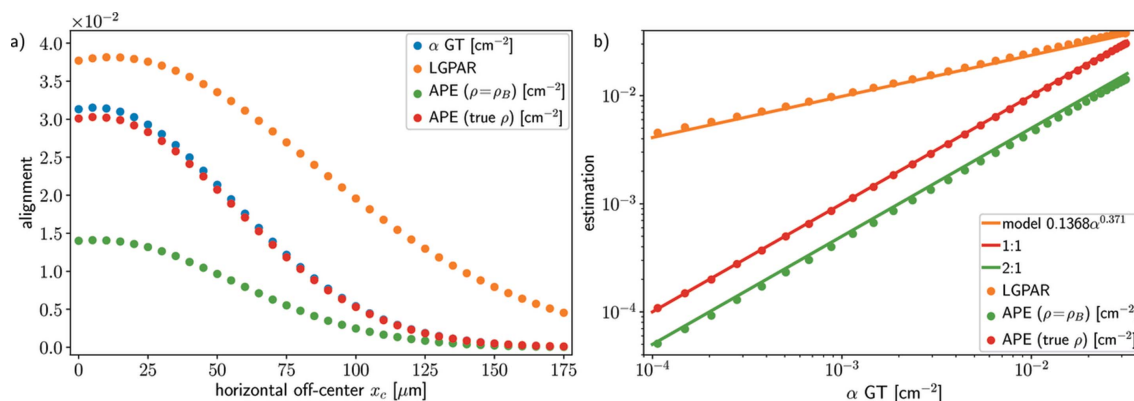 a)
×10⁻²
4.0
3.5
3.0
2.5
2.0
1.5
1.0
0.5
0.0
alignment
α GT [cm⁻²]
LGPAR
APE (ρ=ρ_B) [cm⁻²]
APE (true ρ) [cm⁻²]
0 25 50 75 100 125 150 175
horizontal off-center x_c [μm]
b)
10⁻²
10⁻³
10⁻⁴
estimation
model 0.1368α^0.371
1:1
2:1
LGPAR
APE (ρ=ρ_B) [cm⁻²]
APE (true ρ) [cm⁻²]
10⁻⁴ 10⁻³ 10⁻²
α GT [cm⁻²]